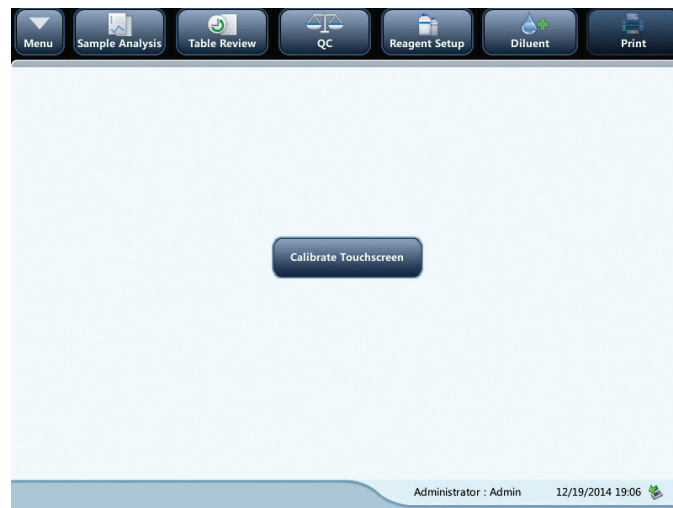 Menu
Sample Analysis
Table Review
QC
Reagent Setup
Diluent
Print
Calibrate Touchscreen
Administrator : Admin
12/19/2014 19:06